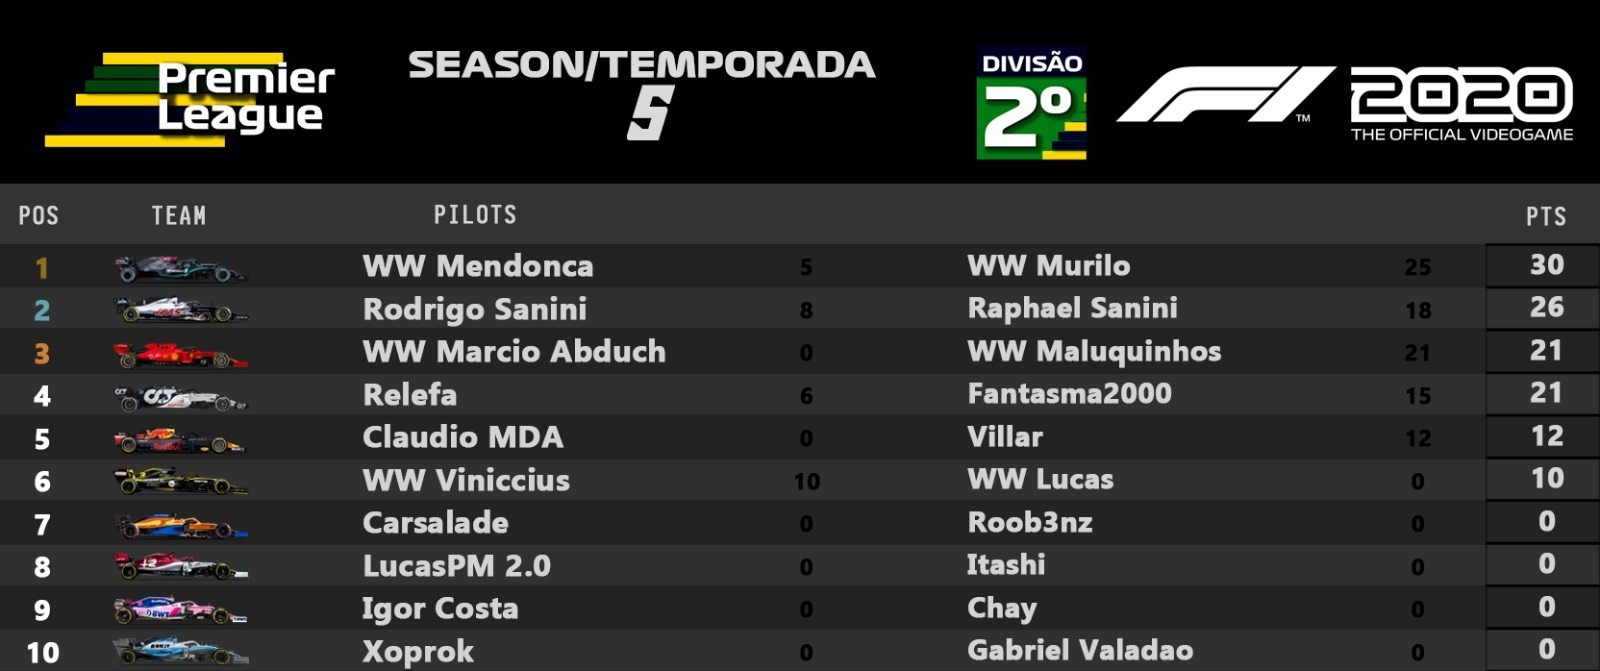 Premier
League
SEASON/TEMPORADA
5
DIVISÃO
2º
F1™ 2020
THE OFFICIAL VIDEOGAME
POS TEAM PILOTS PTS
1 WW Mendonca 5 WW Murilo 25 30
2 Rodrigo Sanini 8 Raphael Sanini 18 26
3 WW Marcio Abduch 0 WW Maluquinhos 21 21
4 Relefa 6 Fantasma2000 15 21
5 Claudio MDA 0 Villar 12 12
6 WW Viniccius 10 WW Lucas 0 10
7 Carsalade 0 Roob3nz 0 0
8 LucasPM 2.0 0 Itashi 0 0
9 Igor Costa 0 Chay 0 0
10 Xoprok 0 Gabriel Valadao 0 0